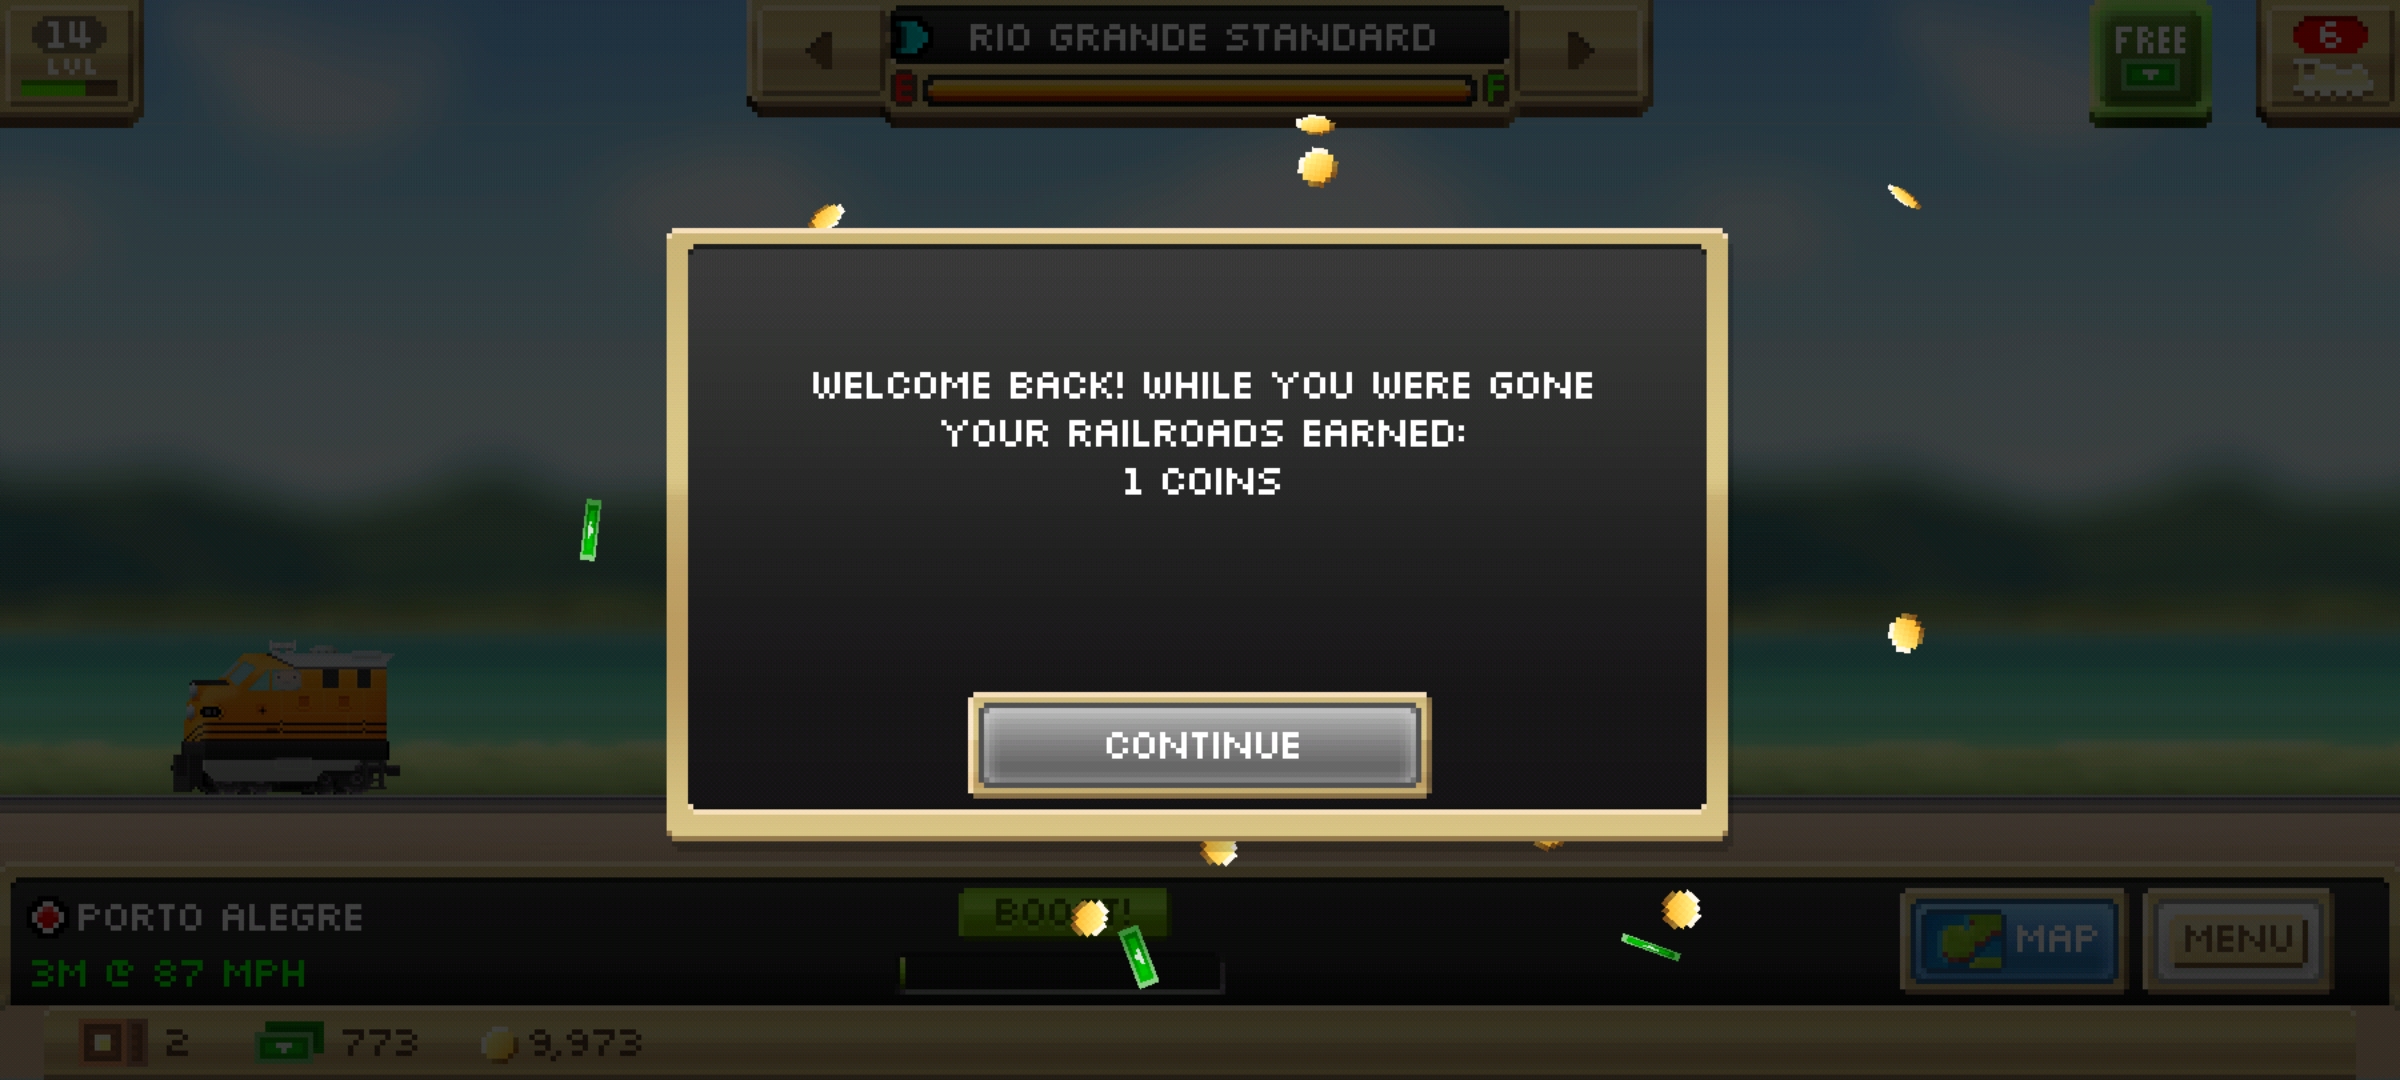 14
LVL
RIO GRANDE STANDARD
E F
FREE
6
WELCOME BACK! WHILE YOU WERE GONE
YOUR RAILROADS EARNED:
1 COINS
CONTINUE
PORTO ALEGRE
3M @ 87 MPH
BOOST!
MAP
MENU
2 773 9,973